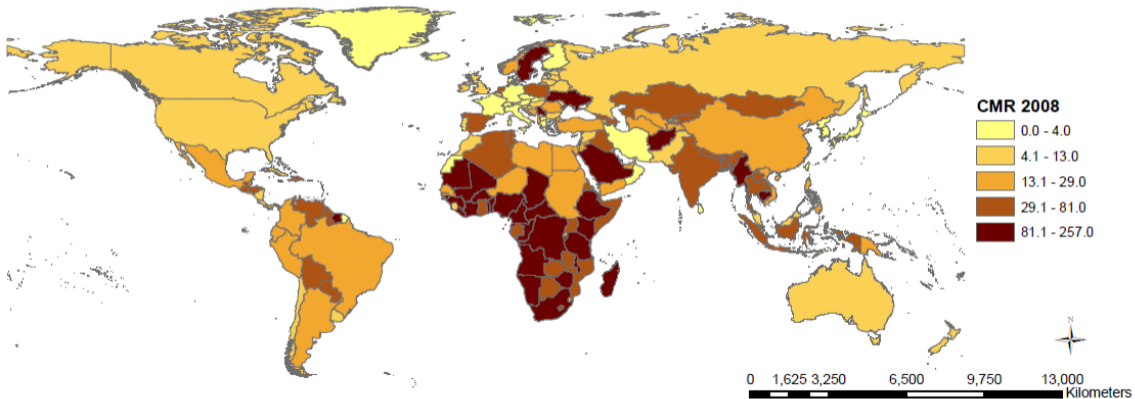 CMR 2008
0.0 - 4.0
4.1 - 13.0
13.1 - 29.0
29.1 - 81.0
81.1 - 257.0
N
0 1,625 3,250 6,500 9,750 13,000
Kilometers